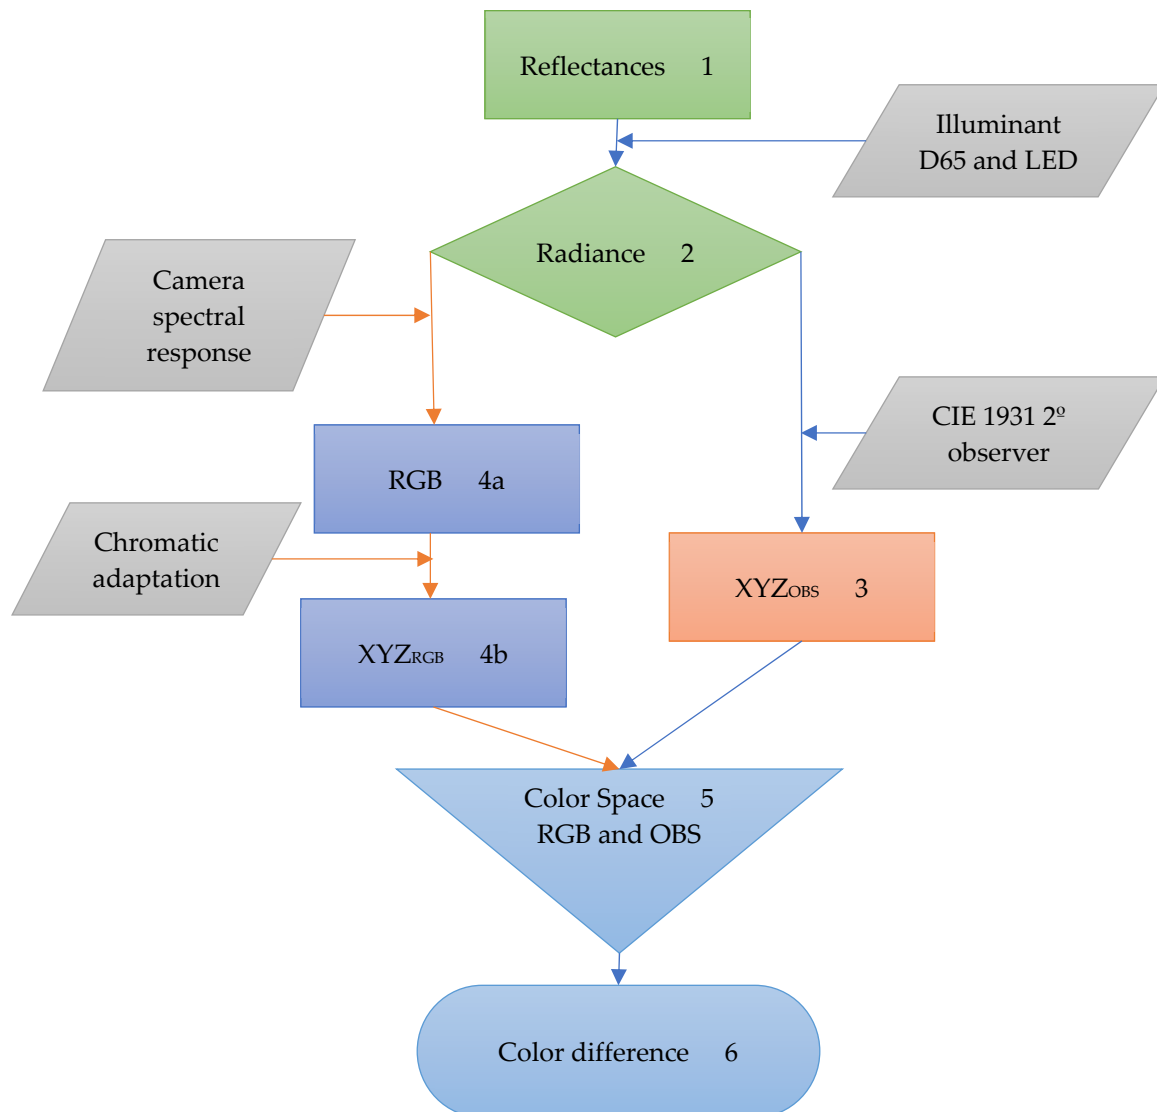 Reflectances 1
Illuminant
D65 and LED
Radiance 2
Camera
spectral
response
CIE 1931 2º
observer
RGB 4a
Chromatic
adaptation
XYZOBS 3
XYZRGB 4b
Color Space 5
RGB and OBS
Color difference 6